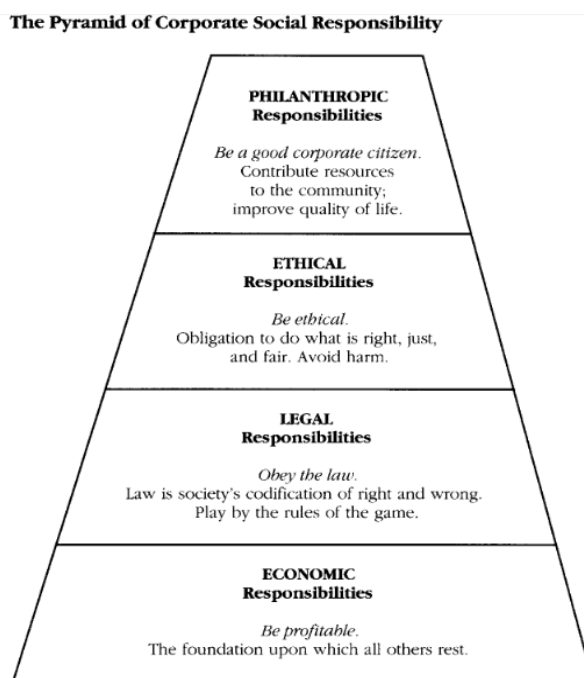 The Pyramid of Corporate Social Responsibility
PHILANTHROPIC
Responsibilities
Be a good corporate citizen.
Contribute resources
to the community;
improve quality of life.
ETHICAL
Responsibilities
Be ethical.
Obligation to do what is right, just,
and fair. Avoid harm.
LEGAL
Responsibilities
Obey the law.
Law is society's codification of right and wrong.
Play by the rules of the game.
ECONOMIC
Responsibilities
Be profitable.
The foundation upon which all others rest.